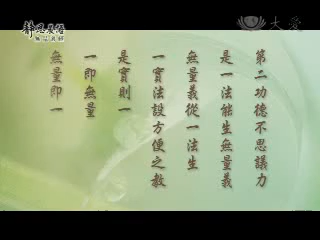 靜思晨語
大愛
第二功德不思議力
是一法能生無量義
無量義從一法生
一實法設方便之教
是實則一
一即無量
無量即一